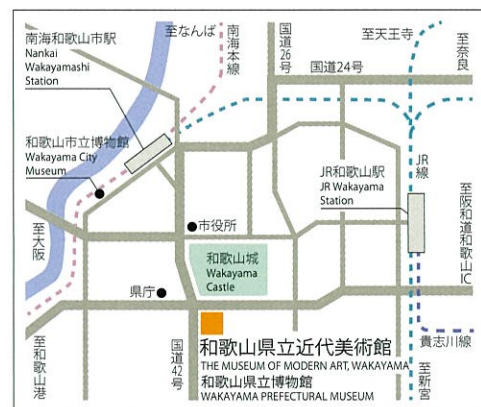 至なんば
南海本線
国道26号
至天王寺
至奈良
南海和歌山市駅
Nankai
Wakayamashi
Station
国道24号
和歌山市立博物館
Wakayama City
Museum
JR線
JR和歌山駅
JR Wakayama
Station
市役所
至大阪
和歌山城
Wakayama
Castle
至阪和道和歌山IC
県庁
至和歌山港
国道42号
貴志川線
至新宮
和歌山県立近代美術館
THE MUSEUM OF MODERN ART, WAKAYAMA
和歌山県立博物館
WAKAYAMA PREFECTURAL MUSEUM